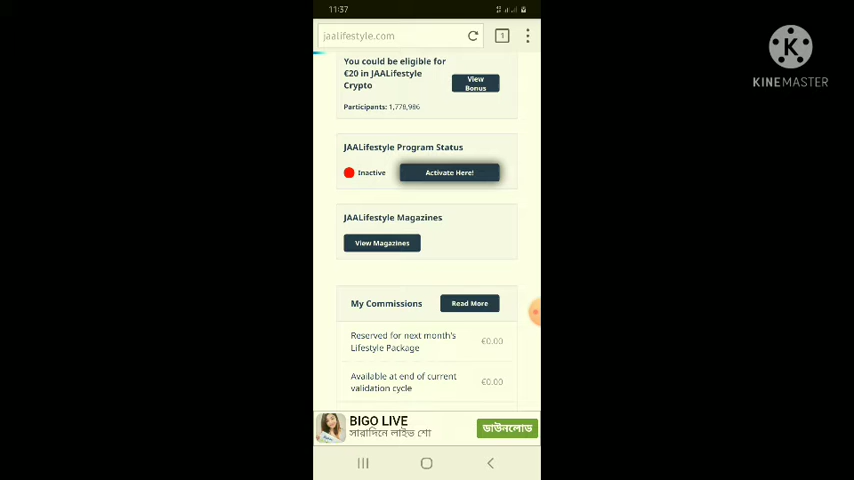 11:37
jaalifestyle.com
1
You could be eligible for
€20 in JAALifestyle
Crypto
View
Bonus
Participants: 1,778,986
JAALifestyle Program Status
Inactive
Activate Here!
JAALifestyle Magazines
View Magazines
My Commissions
Read More
Reserved for next month's
Lifestyle Package
€0.00
Available at end of current
validation cycle
€0.00
BIGO LIVE
সারাদিনে লাইভ শো
ডাউনলোড
K
KINEMASTER